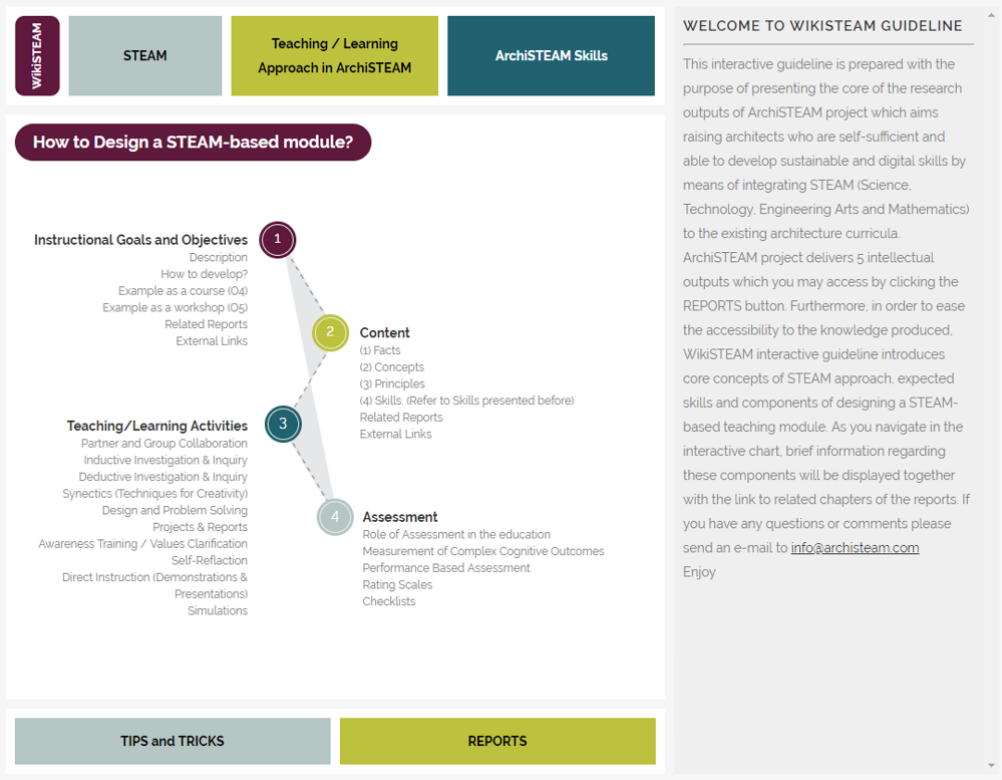 WikiSTEAM
STEAM
Teaching / Learning
Approach in ArchiSTEAM
ArchiSTEAM Skills
How to Design a STEAM-based module?
1
Instructional Goals and Objectives
Description
How to develop?
Example as a course (O4)
Example as a workshop (O5)
Related Reports
External Links
2
Content
(1) Facts
(2) Concepts
(3) Principles
(4) Skills. (Refer to Skills presented before)
Related Reports
External Links
3
Teaching/Learning Activities
Partner and Group Collaboration
Inductive Investigation & Inquiry
Deductive Investigation & Inquiry
Synectics (Techniques for Creativity)
Design and Problem Solving
Projects & Reports
Awareness Training / Values Clarification
Self-Reflaction
Direct Instruction (Demonstrations &
Presentations)
Simulations
4
Assessment
Role of Assessment in the education
Measurement of Complex Cognitive Outcomes
Performance Based Assessment
Rating Scales
Checklists
TIPS and TRICKS
REPORTS
WELCOME TO WIKISTEAM GUIDELINE
This interactive guideline is prepared with the
purpose of presenting the core of the research
outputs of ArchiSTEAM project which aims
raising architects who are self-sufficient and
able to develop sustainable and digital skills by
means of integrating STEAM (Science,
Technology, Engineering Arts and Mathematics)
to the existing architecture curricula.
ArchiSTEAM project delivers 5 intellectual
outputs which you may access by clicking the
REPORTS button. Furthermore, in order to ease
the accessibility to the knowledge produced,
WikiSTEAM interactive guideline introduces
core concepts of STEAM approach, expected
skills and components of designing a STEAM-
based teaching module. As you navigate in the
interactive chart, brief information regarding
these components will be displayed together
with the link to related chapters of the reports. If
you have any questions or comments please
send an e-mail to info@archisteam.com
Enjoy